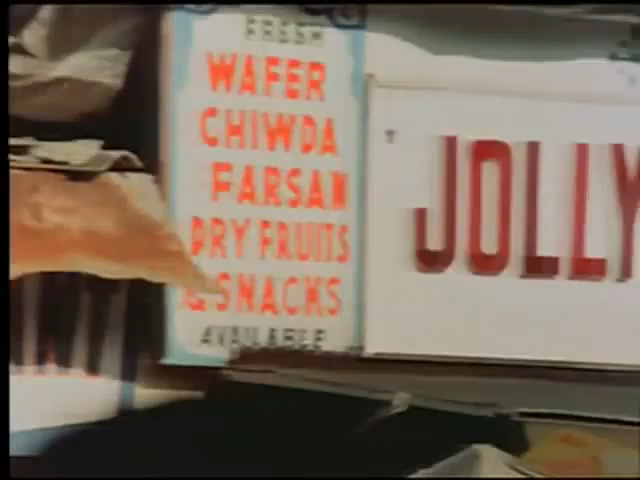 FRESH
WAFER
CHIWDA
FARSAN
DRY FRUITS
& SNACKS
AVAILABLE
JOLLY